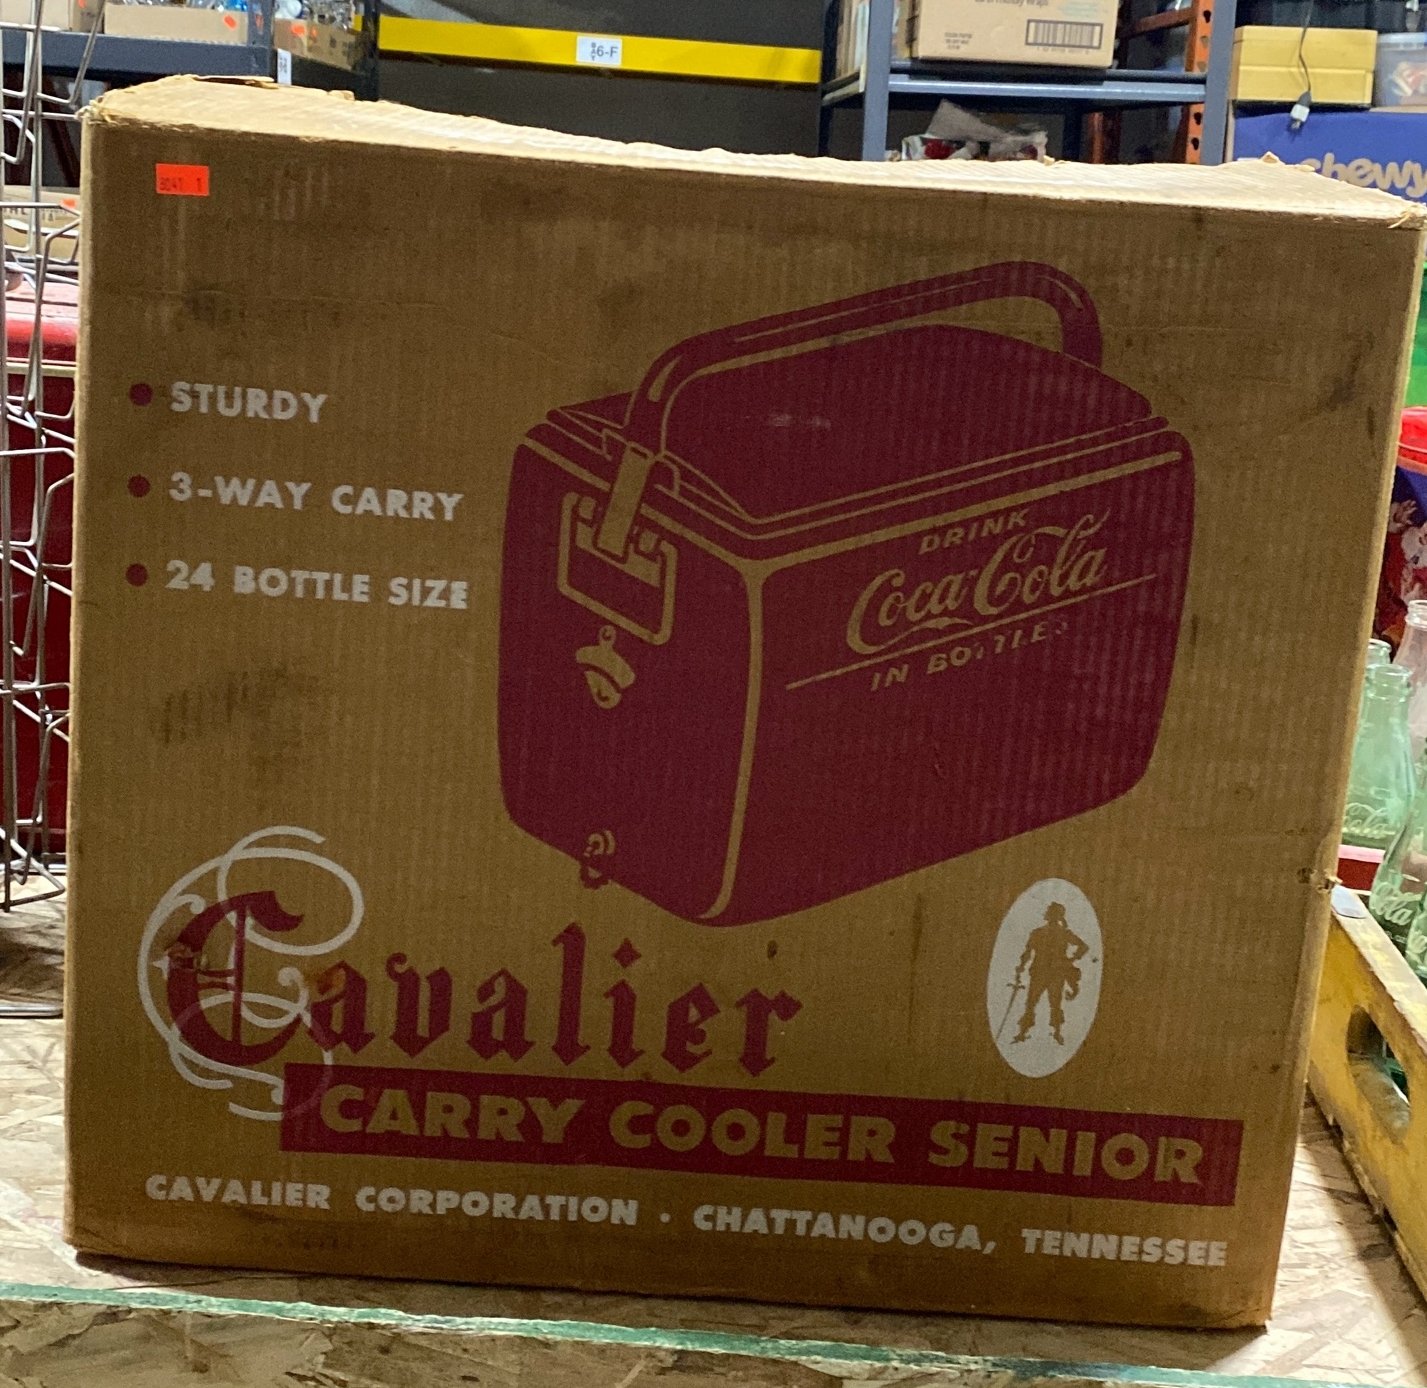 6-F
chewy
STURDY
3-WAY CARRY
24 BOTTLE SIZE
DRINK
Coca-Cola
IN BOTTLES
Cavalier
CARRY COOLER SENIOR
CAVALIER CORPORATION · CHATTANOOGA, TENNESSEE